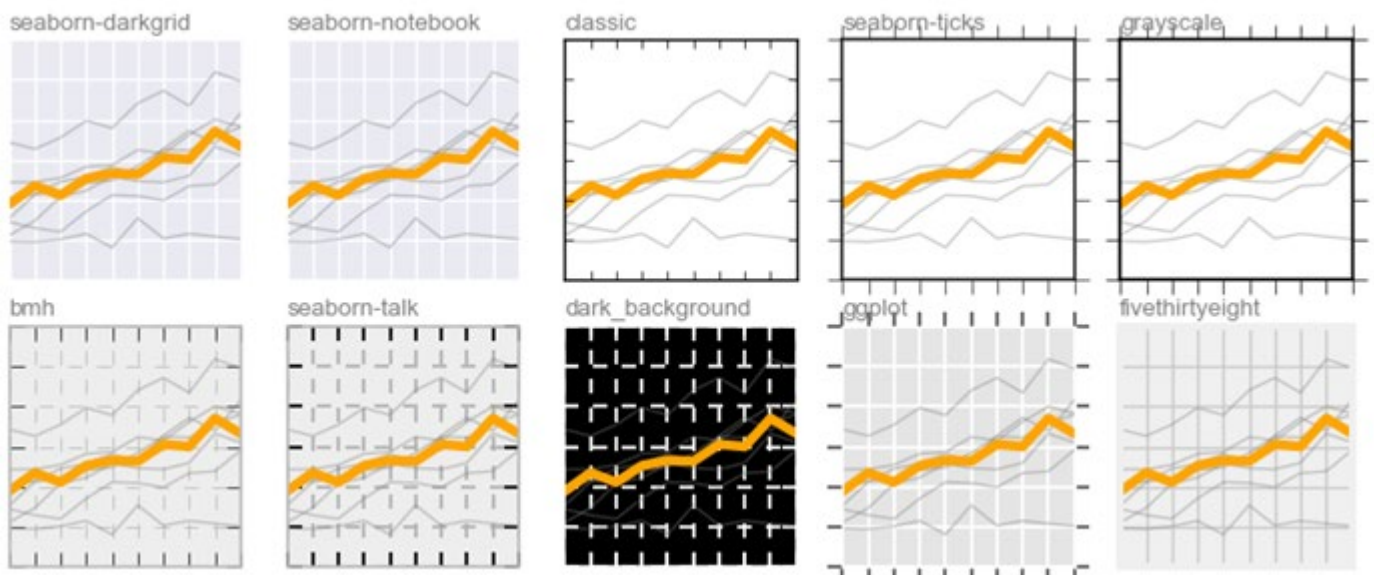 seaborn-darkgrid seaborn-notebook classic seaborn-ticks grayscale
bmh seaborn-talk dark_background ggplot fivethirtyeight